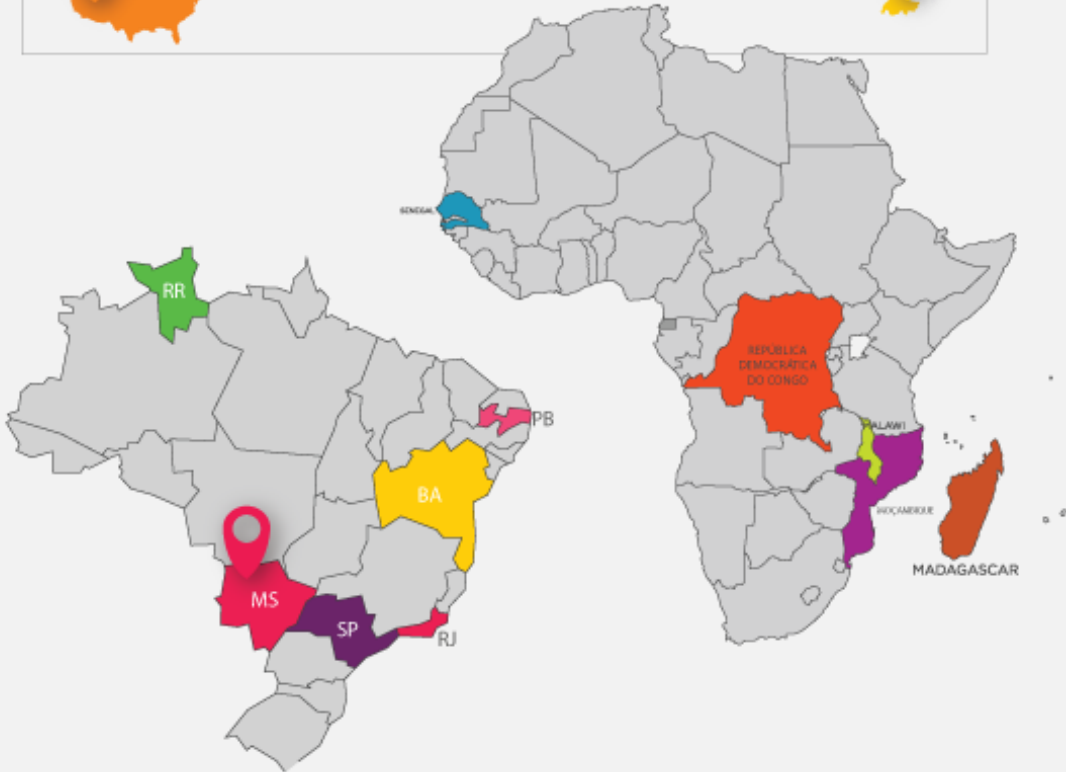 SENEGAL
RR
REPÚBLICA
DEMOCRÁTICA
DO CONGO
PB
MALAWI
BA
MOÇAMBIQUE
MADAGASCAR
MS
SP
RJ